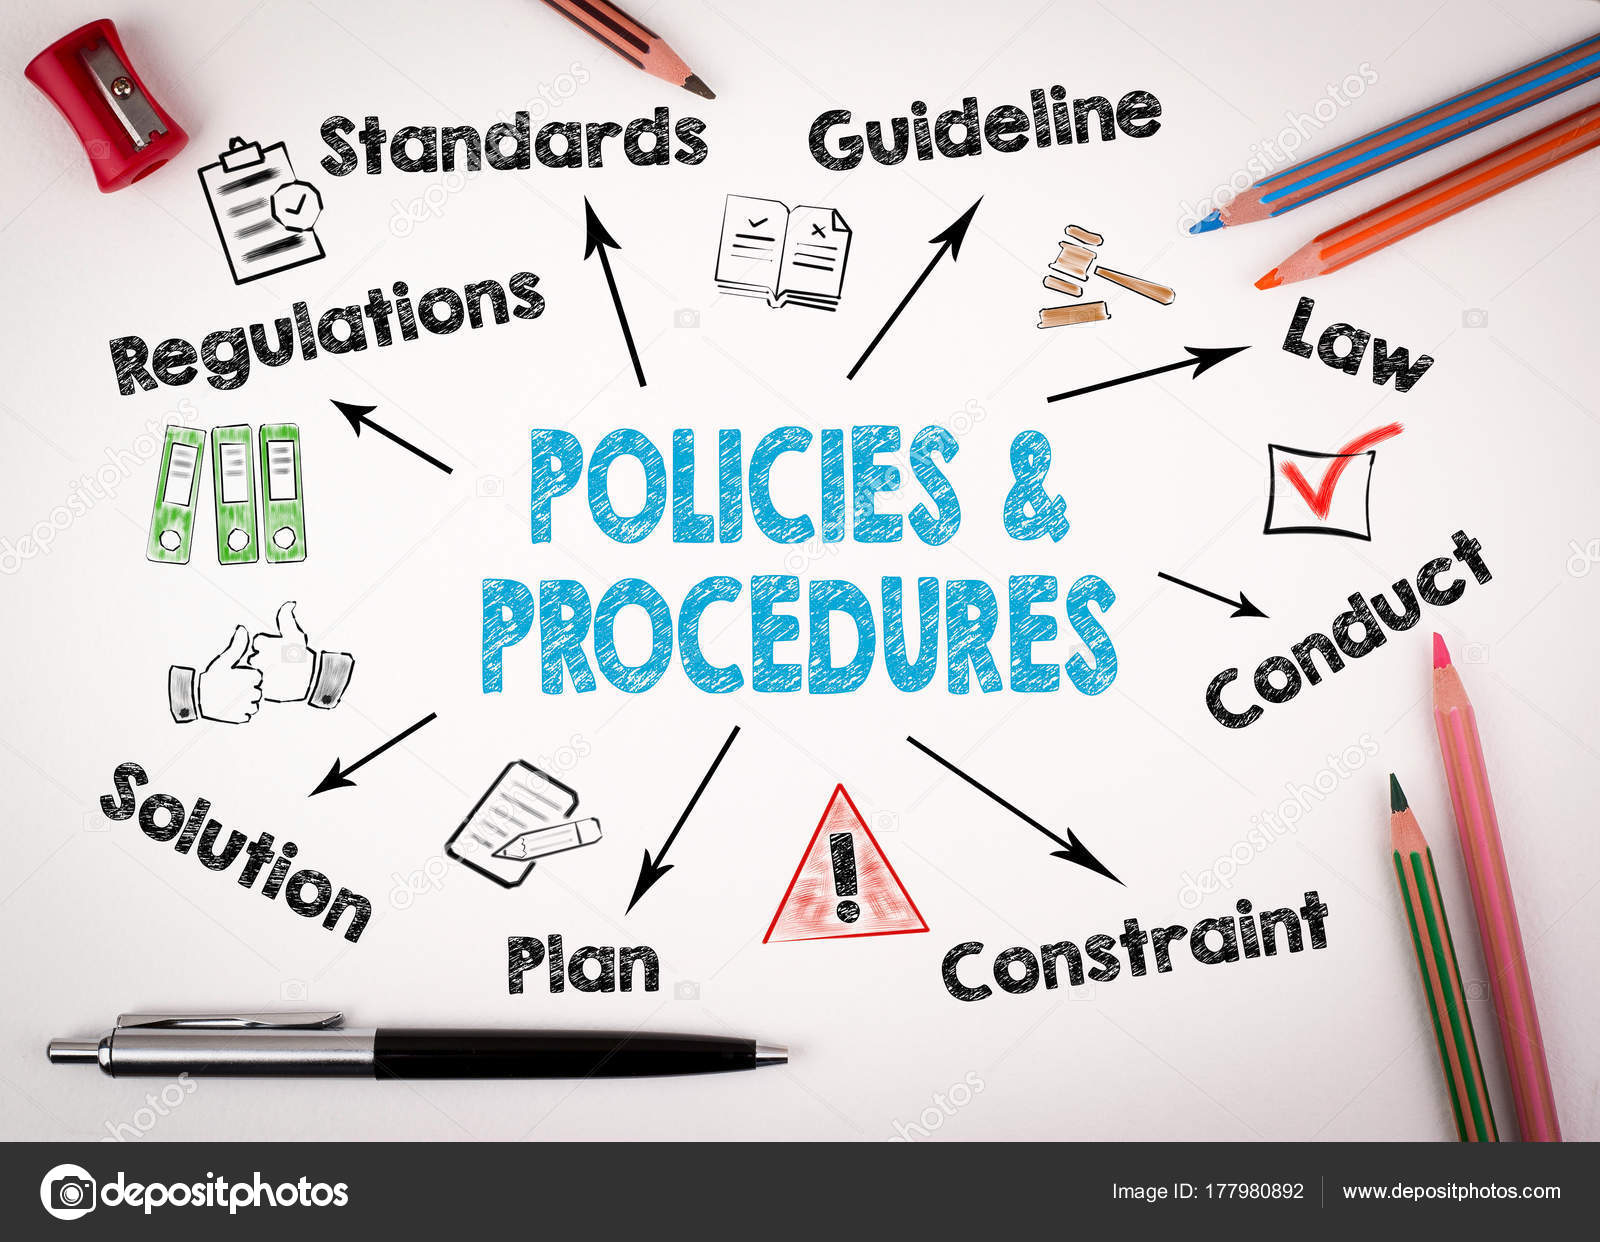 Standards
Guideline
Regulations
Law
POLICIES &
PROCEDURES
Conduct
Solution
Plan
Constraint
depositphotos
Image ID: 177980892
www.depositphotos.com